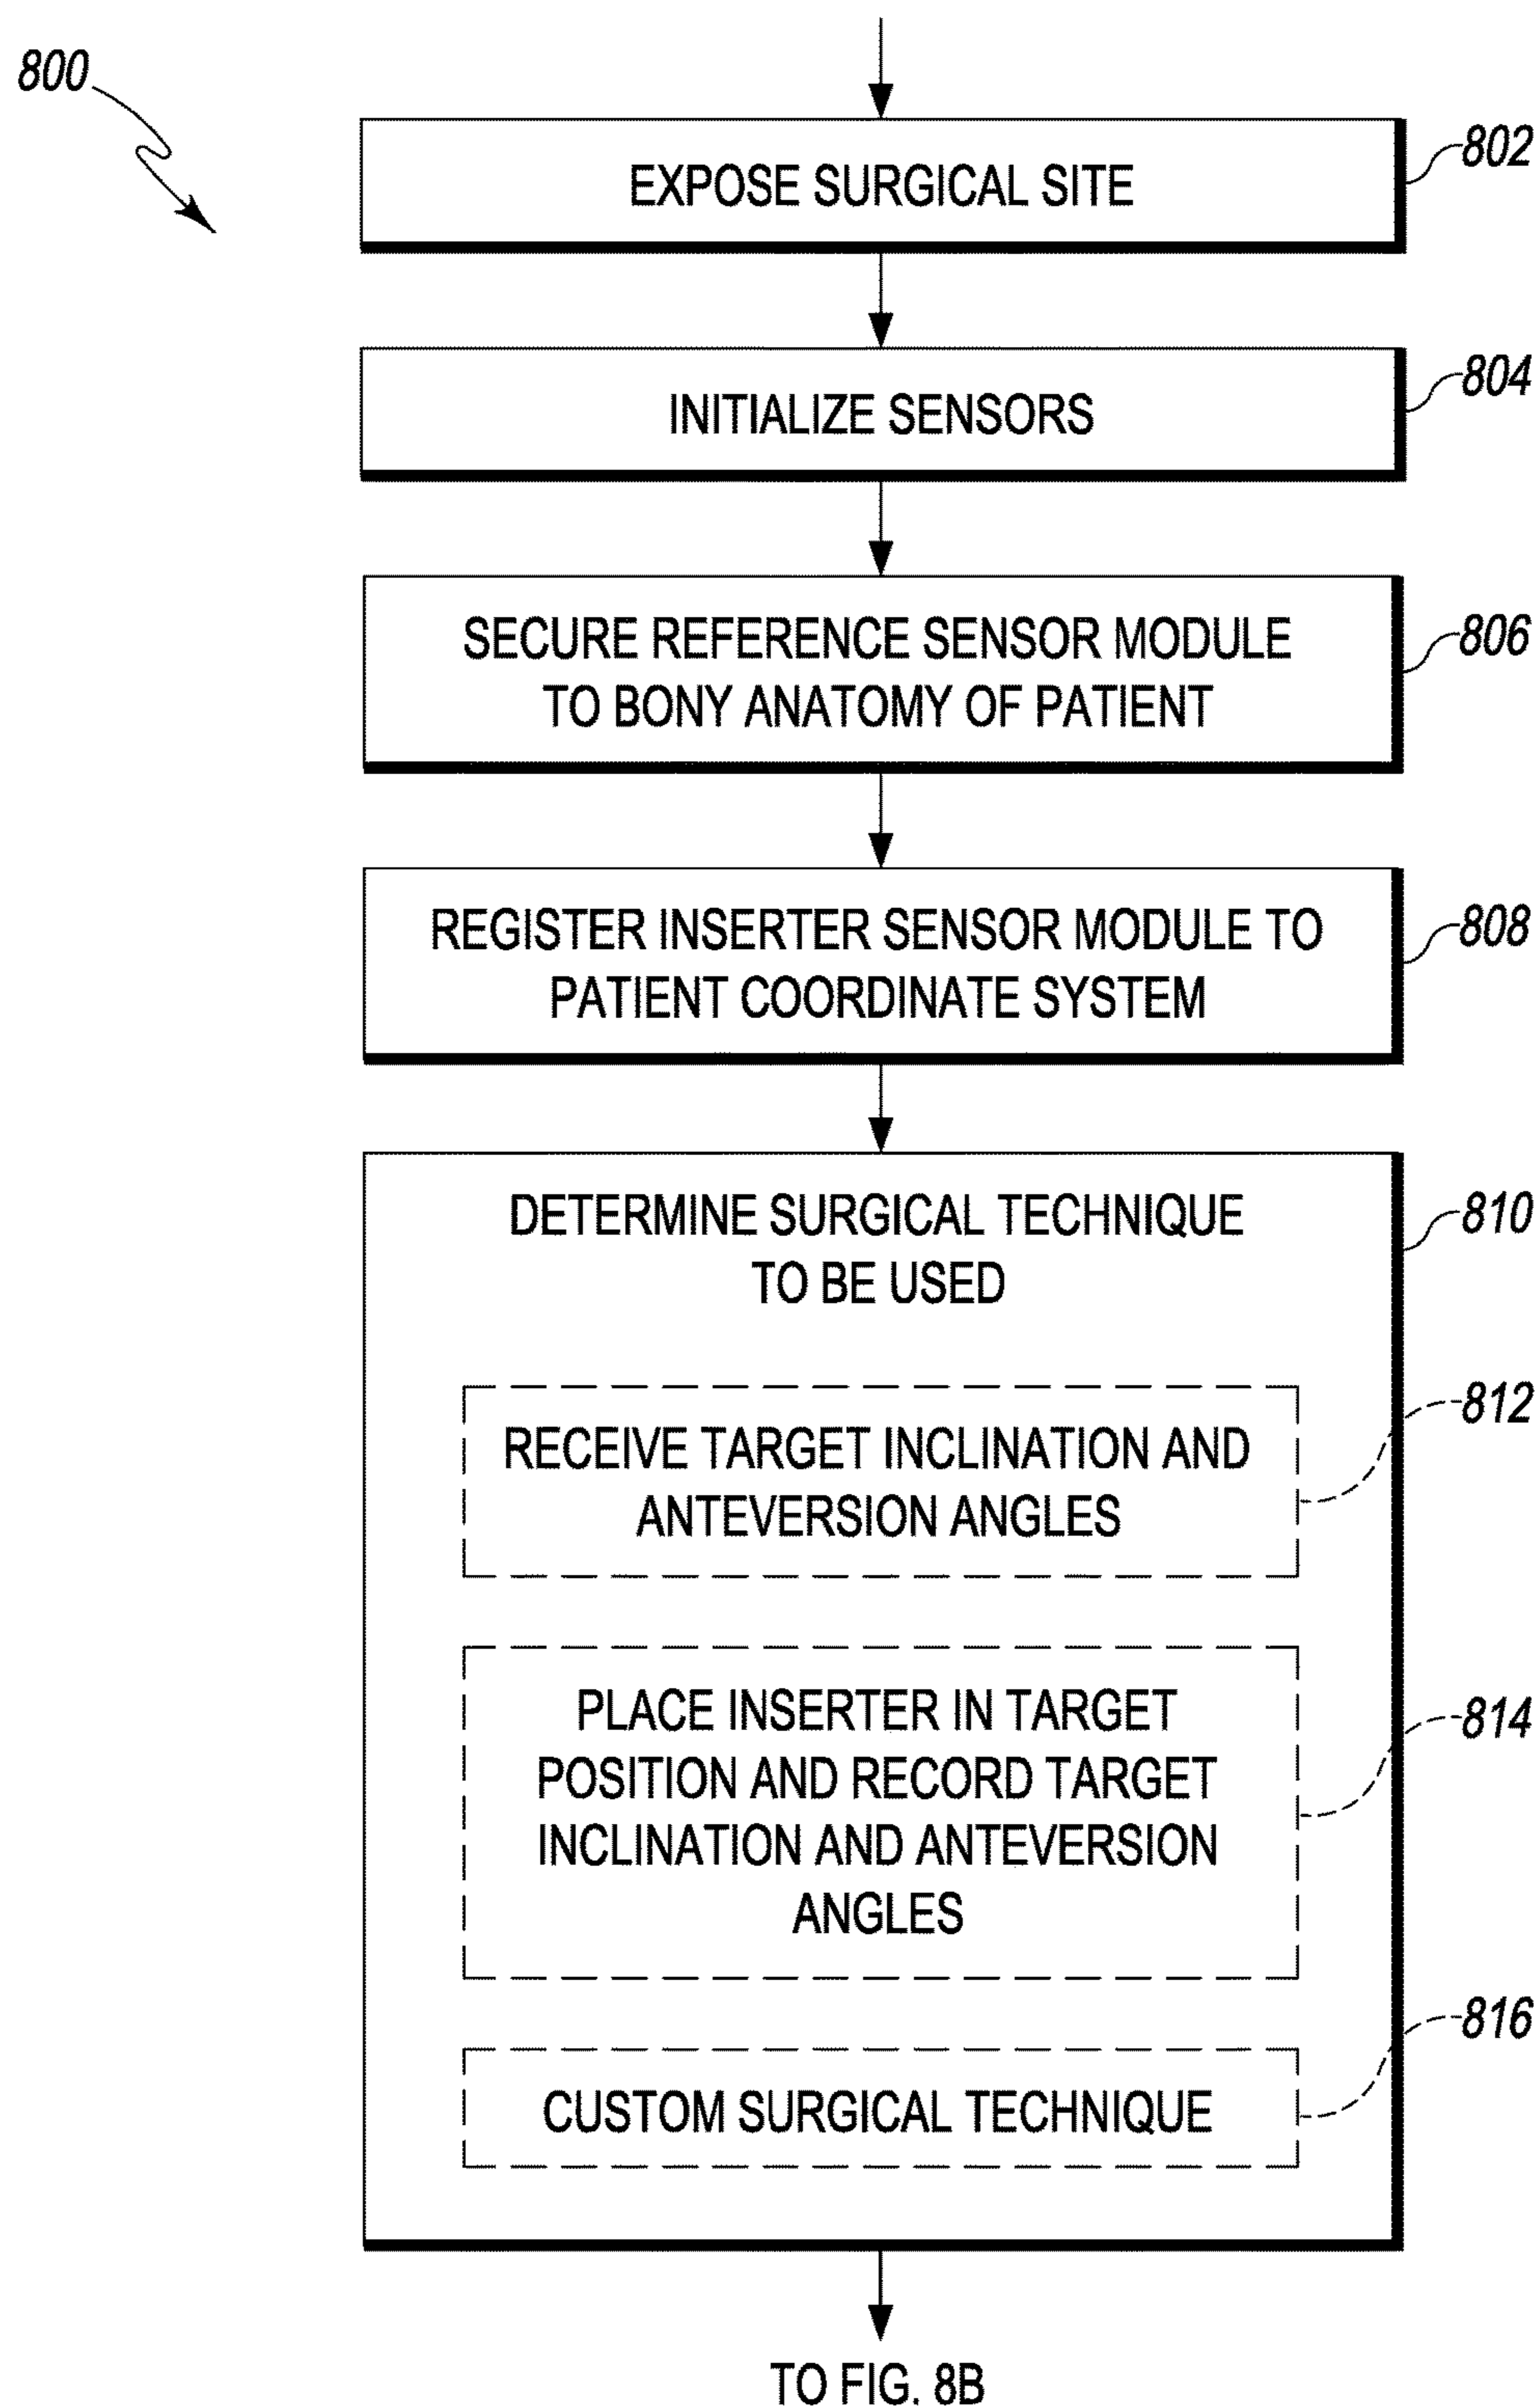 800
EXPOSE SURGICAL SITE
802
INITIALIZE SENSORS
804
SECURE REFERENCE SENSOR MODULE
TO BONY ANATOMY OF PATIENT
806
REGISTER INSERTER SENSOR MODULE TO
PATIENT COORDINATE SYSTEM
808
DETERMINE SURGICAL TECHNIQUE
TO BE USED
810
RECEIVE TARGET INCLINATION AND
ANTEVERSION ANGLES
812
PLACE INSERTER IN TARGET
POSITION AND RECORD TARGET
INCLINATION AND ANTEVERSION
ANGLES
814
CUSTOM SURGICAL TECHNIQUE
816
TO FIG. 8B